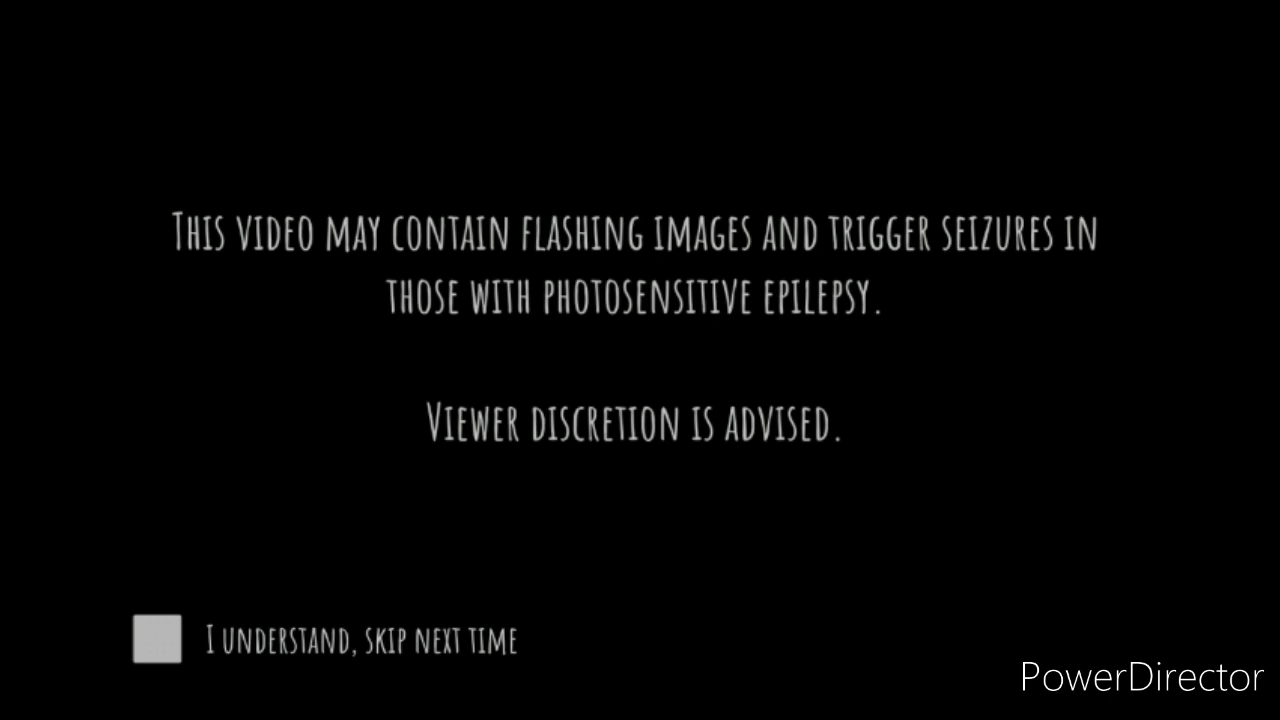 This video may contain flashing images and trigger seizures in
those with photosensitive epilepsy.
Viewer discretion is advised.
I understand, skip next time
PowerDirector